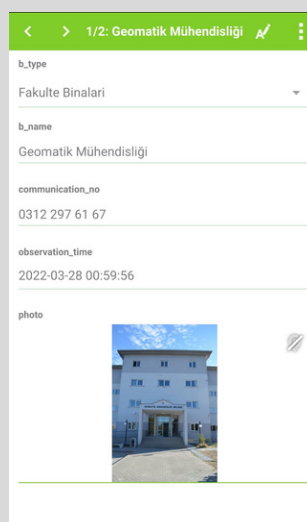 1/2: Geomatik Mühendisliği
b_type
Fakulte Binalari
b_name
Geomatik Mühendisliği
communication_no
0312 297 61 67
observation_time
2022-03-28 00:59:56
photo